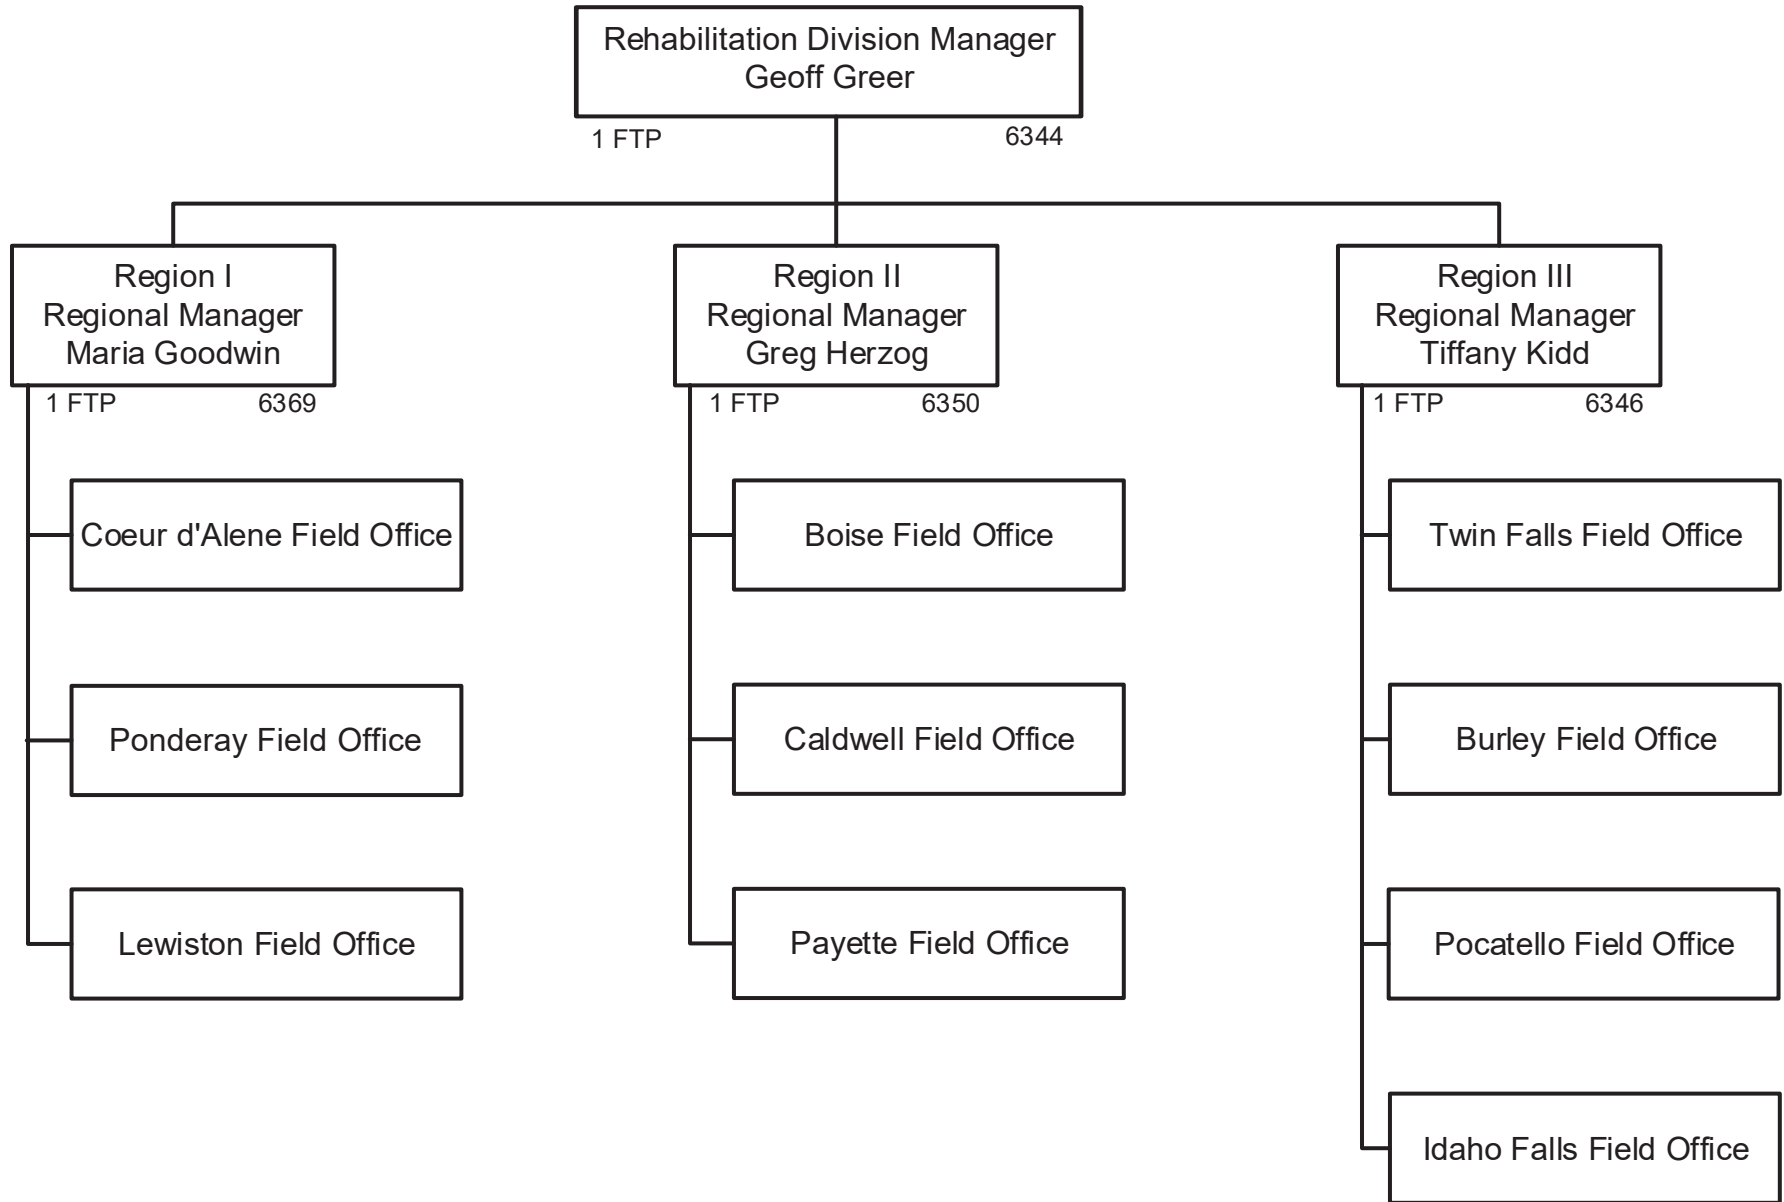 Rehabilitation Division Manager
Geoff Greer
1 FTP 6344
Region I
Regional Manager
Maria Goodwin
1 FTP 6369
Region II
Regional Manager
Greg Herzog
1 FTP 6350
Region III
Regional Manager
Tiffany Kidd
1 FTP 6346
Coeur d'Alene Field Office
Ponderay Field Office
Lewiston Field Office
Boise Field Office
Caldwell Field Office
Payette Field Office
Twin Falls Field Office
Burley Field Office
Pocatello Field Office
Idaho Falls Field Office